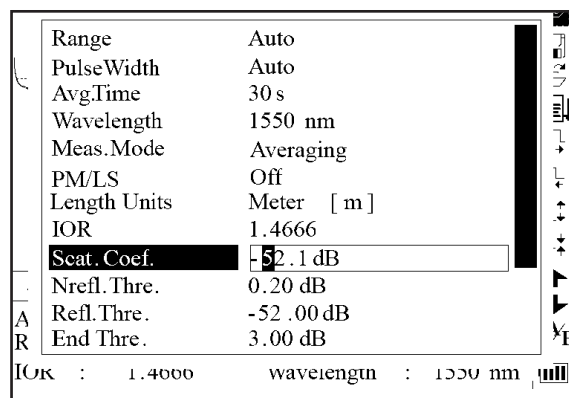 Range Auto
PulseWidth Auto
Avg.Time 30 s
Wavelength 1550 nm
Meas.Mode Averaging
PM/LS Off
Length Units Meter [ m ]
IOR 1.4666
Scat. Coef. -52.1 dB
Nrefl.Thre. 0.20 dB
Refl.Thre. -52.00 dB
End Thre. 3.00 dB
A
R
IOR : 1.4666 Wavelength : 1550 nm